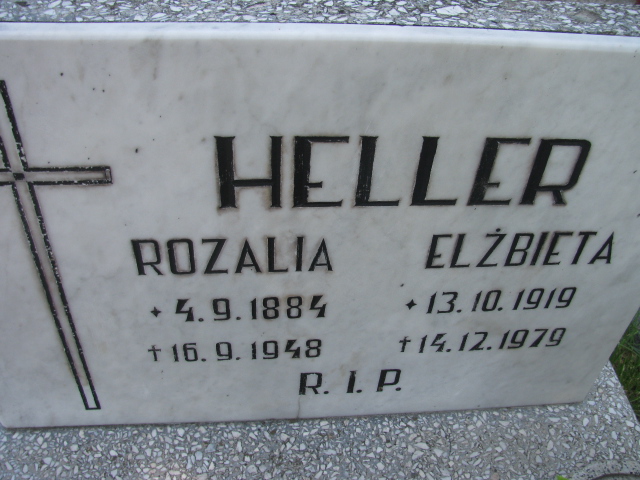 HELLER
ROZALIA ELŻBIETA
* 4.9.1884 * 13.10.1919
† 16.9.1948 † 14.12.1979
R.I.P.